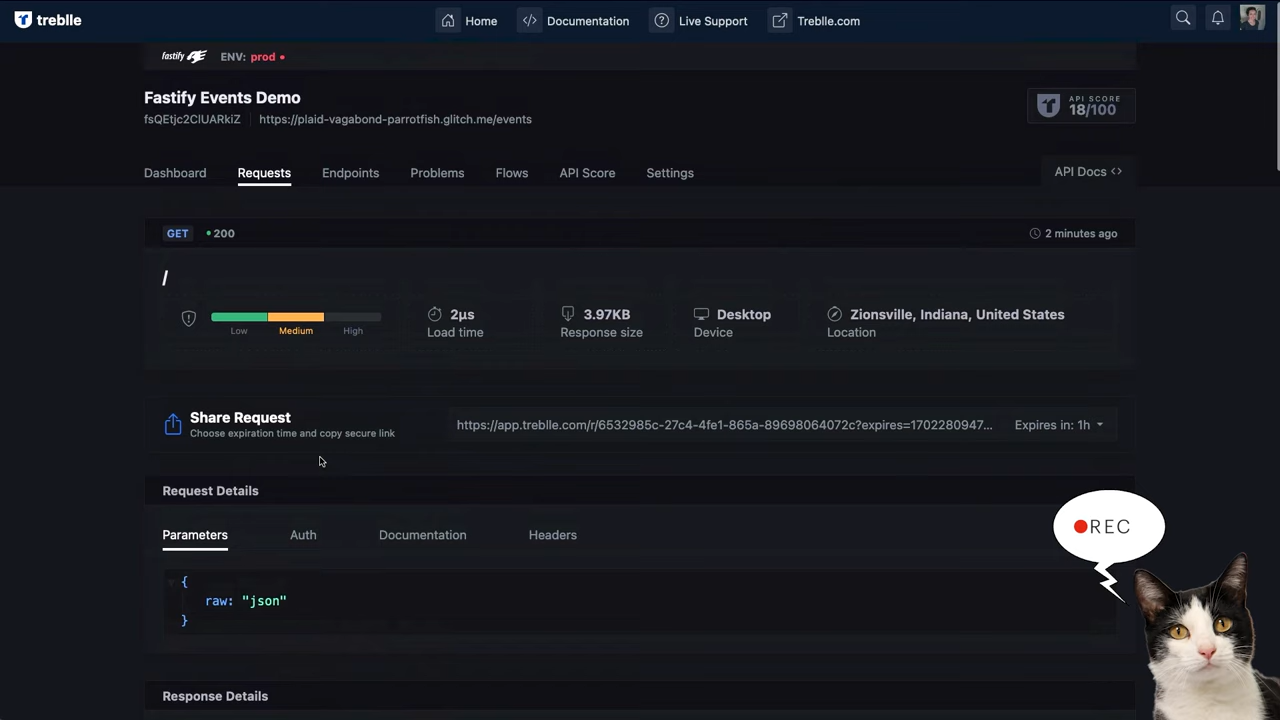 treblle
Home
Documentation
Live Support
Treblle.com
fastify
ENV: prod
Fastify Events Demo
fsQEtjc2ClUARkiZ
https://plaid-vagabond-parrotfish.glitch.me/events
API SCORE
18/100
Dashboard
Requests
Endpoints
Problems
Flows
API Score
Settings
API Docs <>
GET
200
2 minutes ago
/
Low
Medium
High
2µs
Load time
3.97KB
Response size
Desktop
Device
Zionsville, Indiana, United States
Location
Share Request
Choose expiration time and copy secure link
https://app.treblle.com/r/6532985c-27c4-4fe1-865a-89698064072c?expires=1702280947...
Expires in: 1h
Request Details
REC
Parameters
Auth
Documentation
Headers
{
raw: "json"
}
Response Details